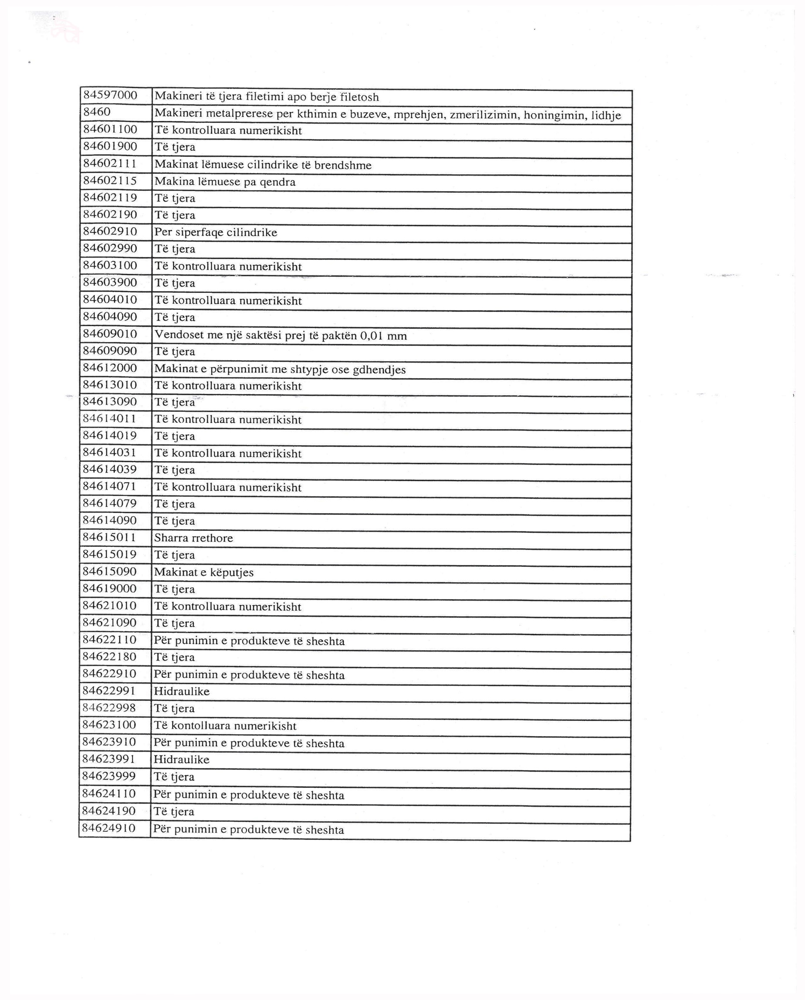 84597000 Makineri të tjera filetimi apo berje filetosh
8460 Makineri metalprerese per kthimin e buzeve, mprehjen, zmerilizimin, honingimin, lidhje
84601100 Të kontrolluara numerikisht
84601900 Të tjera
84602111 Makinat lëmuese cilindrike të brendshme
84602115 Makina lëmuese pa qendra
84602119 Të tjera
84602190 Të tjera
84602910 Per siperfaqe cilindrike
84602990 Të tjera
84603100 Të kontrolluara numerikisht
84603900 Të tjera
84604010 Të kontrolluara numerikisht
84604090 Të tjera
84609010 Vendoset me një saktësi prej të paktën 0,01 mm
84609090 Të tjera
84612000 Makinat e përpunimit me shtypje ose gdhendjes
84613010 Të kontrolluara numerikisht
84613090 Të tjera
84614011 Të kontrolluara numerikisht
84614019 Të tjera
84614031 Të kontrolluara numerikisht
84614039 Të tjera
84614071 Të kontrolluara numerikisht
84614079 Të tjera
84614090 Të tjera
84615011 Sharra rrethore
84615019 Të tjera
84615090 Makinat e këputjes
84619000 Të tjera
84621010 Të kontrolluara numerikisht
84621090 Të tjera
84622110 Për punimin e produkteve të sheshta
84622180 Të tjera
84622910 Për punimin e produkteve të sheshta
84622991 Hidraulike
84622998 Të tjera
84623100 Të kontolluara numerikisht
84623910 Për punimin e produkteve të sheshta
84623991 Hidraulike
84623999 Të tjera
84624110 Për punimin e produkteve të sheshta
84624190 Të tjera
84624910 Për punimin e produkteve të sheshta